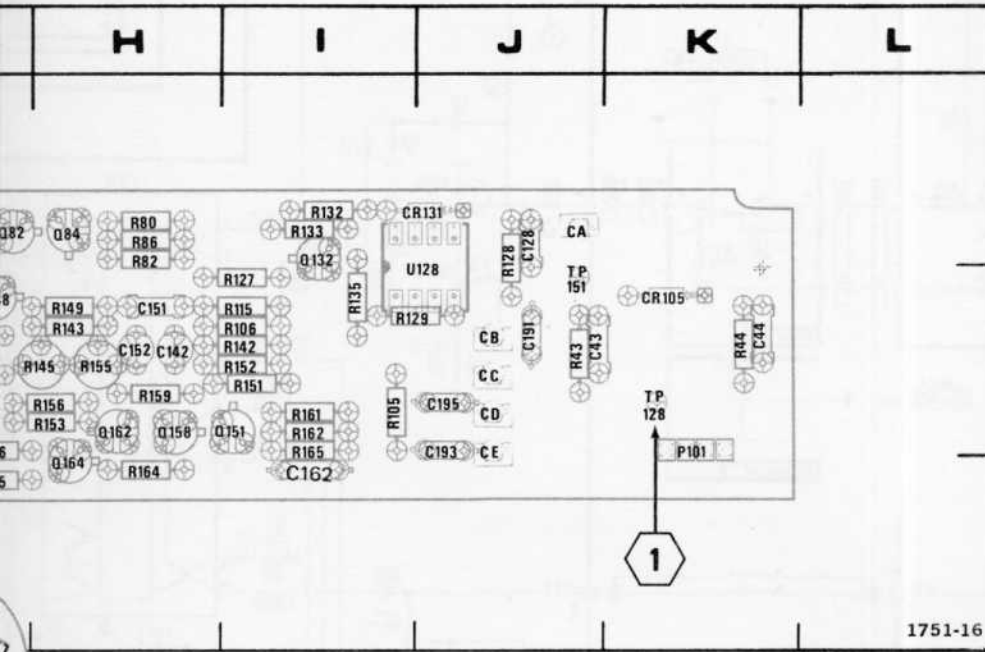 H I J K L
R132 CR131
Q82 Q84 R80 R133 CA
R86 R128 C128
R82 Q132 U128
TP
R127 151
R135 CR105
R149 C151 R115
R129
R143 R106 C191
C152 C142 R142 CB R43 C43 R44 C44
R145 R155 R152
R151 CC
R159 TP
R156 R161 R105 C195 CD 128
R153 Q162 Q158 Q151 R162
R165 C193 CE P101
Q164 R164 C162
1
1751-16